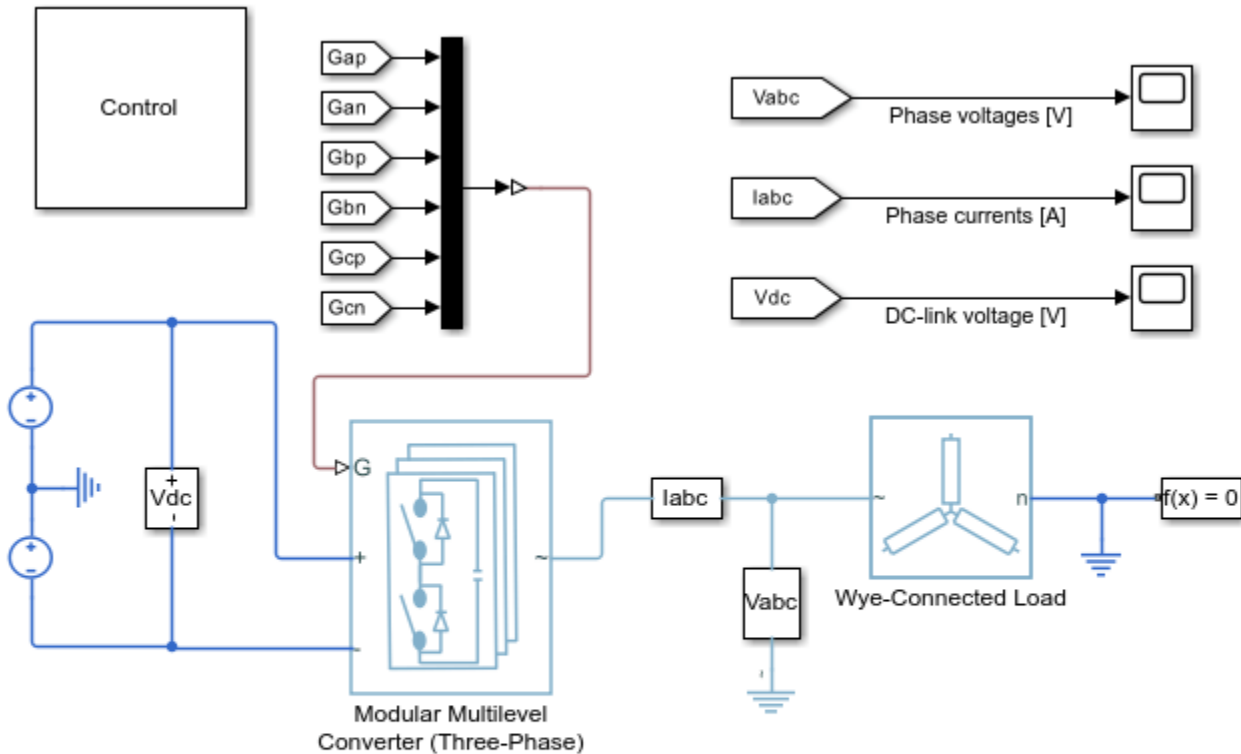 Control
Gap
Gan
Gbp
Gbn
Gcp
Gcn
Vabc
Phase voltages [V]
Iabc
Phase currents [A]
Vdc
DC-link voltage [V]
+
-
+
-
+
Vdc
-
G
+
-
~
Modular Multilevel
Converter (Three-Phase)
Iabc
Vabc
~
~
n
Wye-Connected Load
f(x) = 0